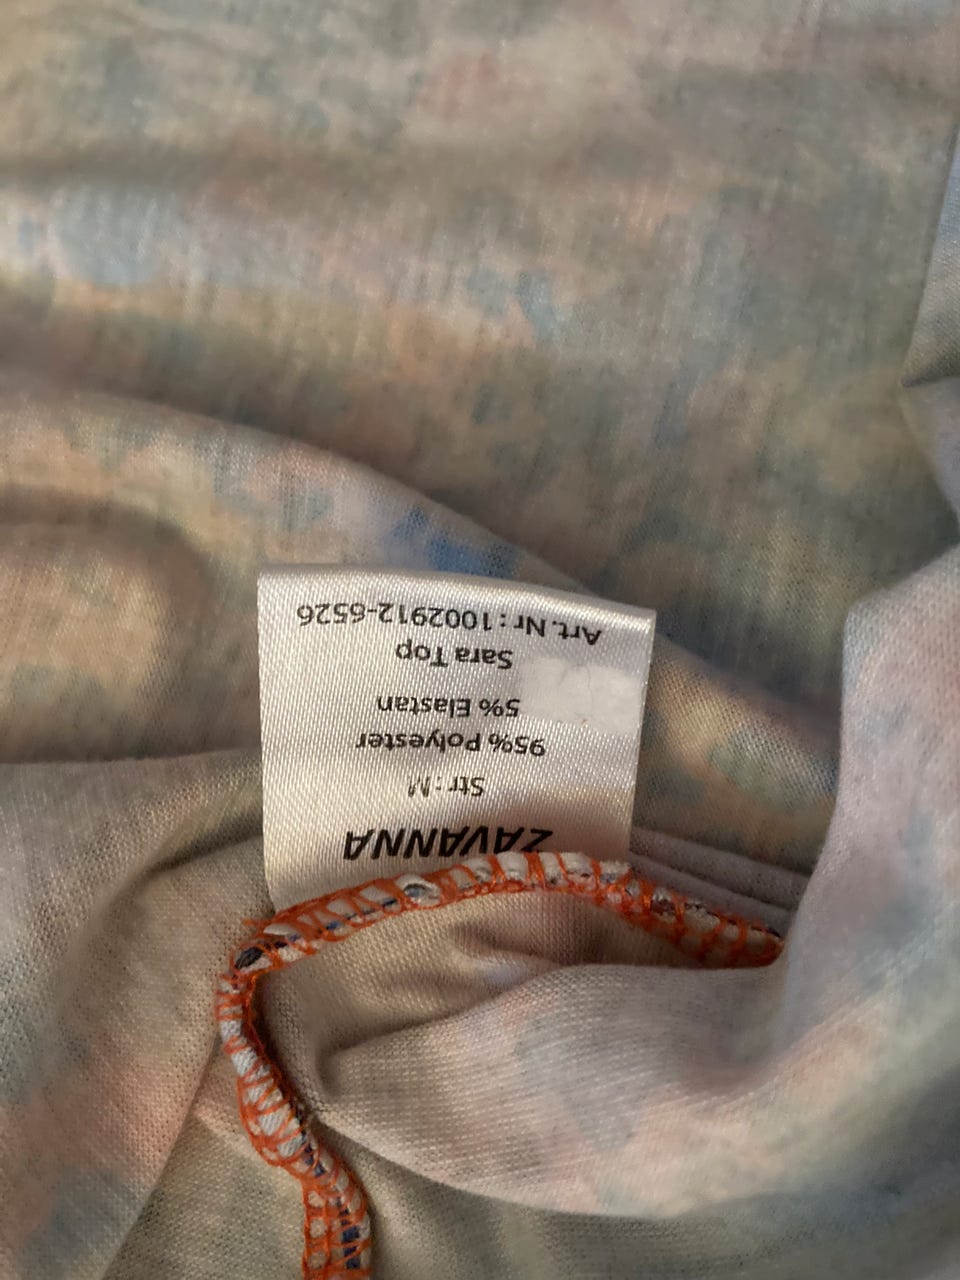 ZAVANNA
Str: M
95% Polyester
5% Elastan
Sara Top
Art.Nr: 1002912-6526